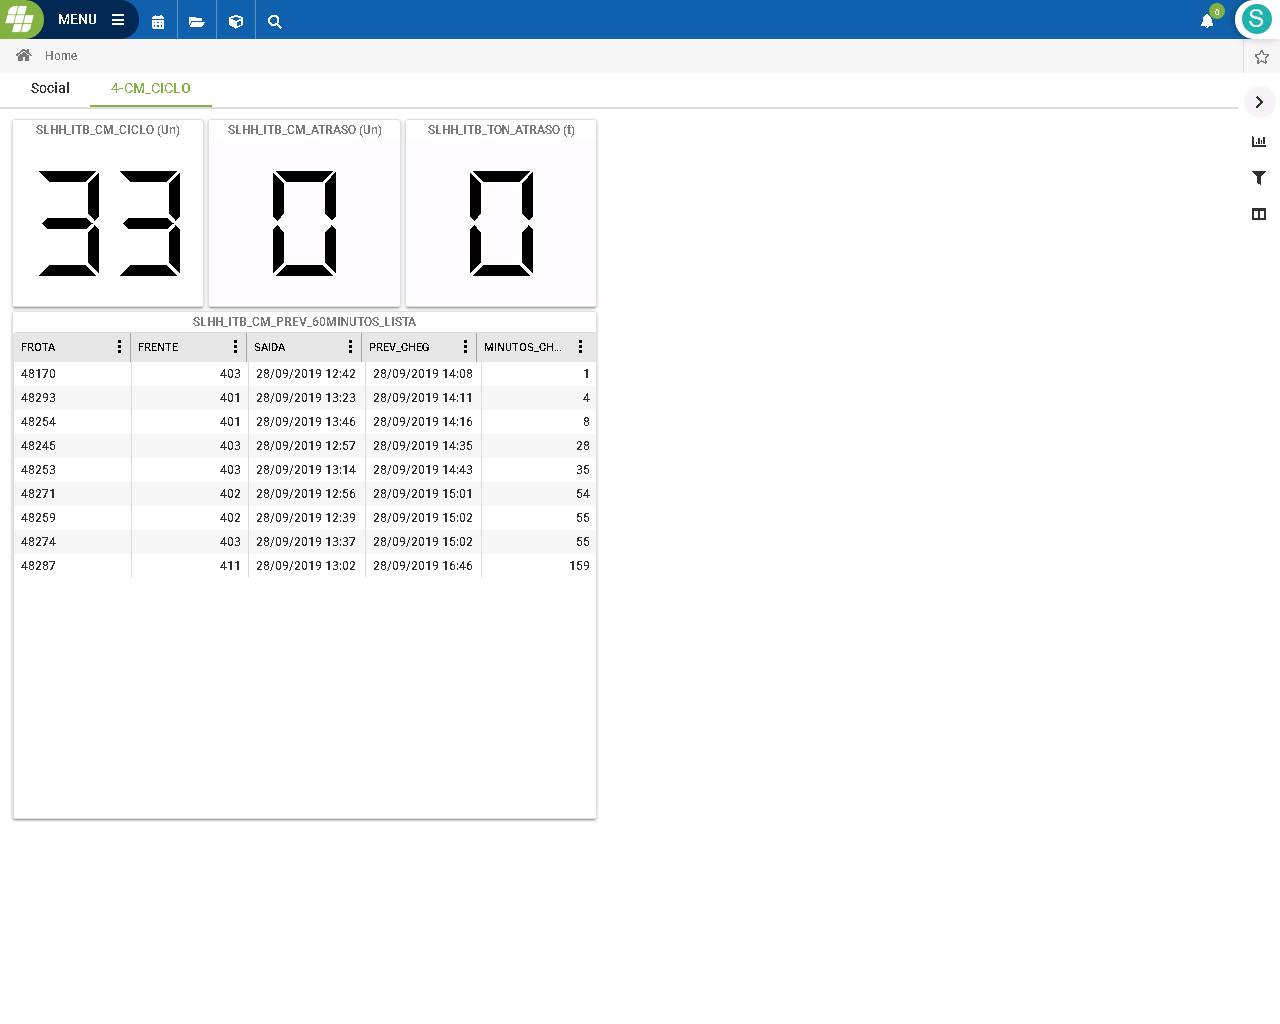 MENU
0
S
Home
Social 4-CM_CICLO
SLHH_ITB_CM_CICLO (Un) SLHH_ITB_CM_ATRASO (Un) SLHH_ITB_TON_ATRASO (t)
33 0 0
SLHH_ITB_CM_PREV_60MINUTOS_LISTA
FROTA FRENTE SAIDA PREV_CHEG MINUTOS_CH...
48170 403 28/09/2019 12:42 28/09/2019 14:08 1
48293 401 28/09/2019 13:23 28/09/2019 14:11 4
48254 401 28/09/2019 13:46 28/09/2019 14:16 8
48245 403 28/09/2019 12:57 28/09/2019 14:35 28
48253 403 28/09/2019 13:14 28/09/2019 14:43 35
48271 402 28/09/2019 12:56 28/09/2019 15:01 54
48259 402 28/09/2019 12:39 28/09/2019 15:02 55
48274 403 28/09/2019 13:37 28/09/2019 15:02 55
48287 411 28/09/2019 13:02 28/09/2019 16:46 159